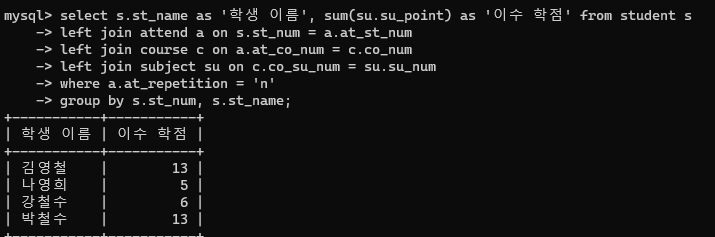 mysql> select s.st_name as '학생 이름', sum(su.su_point) as '이수 학점' from student s
    -> left join attend a on s.st_num = a.at_st_num
    -> left join course c on a.at_co_num = c.co_num
    -> left join subject su on c.co_su_num = su.su_num
    -> where a.at_repetition = 'n'
    -> group by s.st_num, s.st_name;
+-----------+-----------+
| 학생 이름 | 이수 학점 |
+-----------+-----------+
| 김영철    |        13 |
| 나영희    |         5 |
| 강철수    |         6 |
| 박철수    |        13 |
+-----------+-----------+